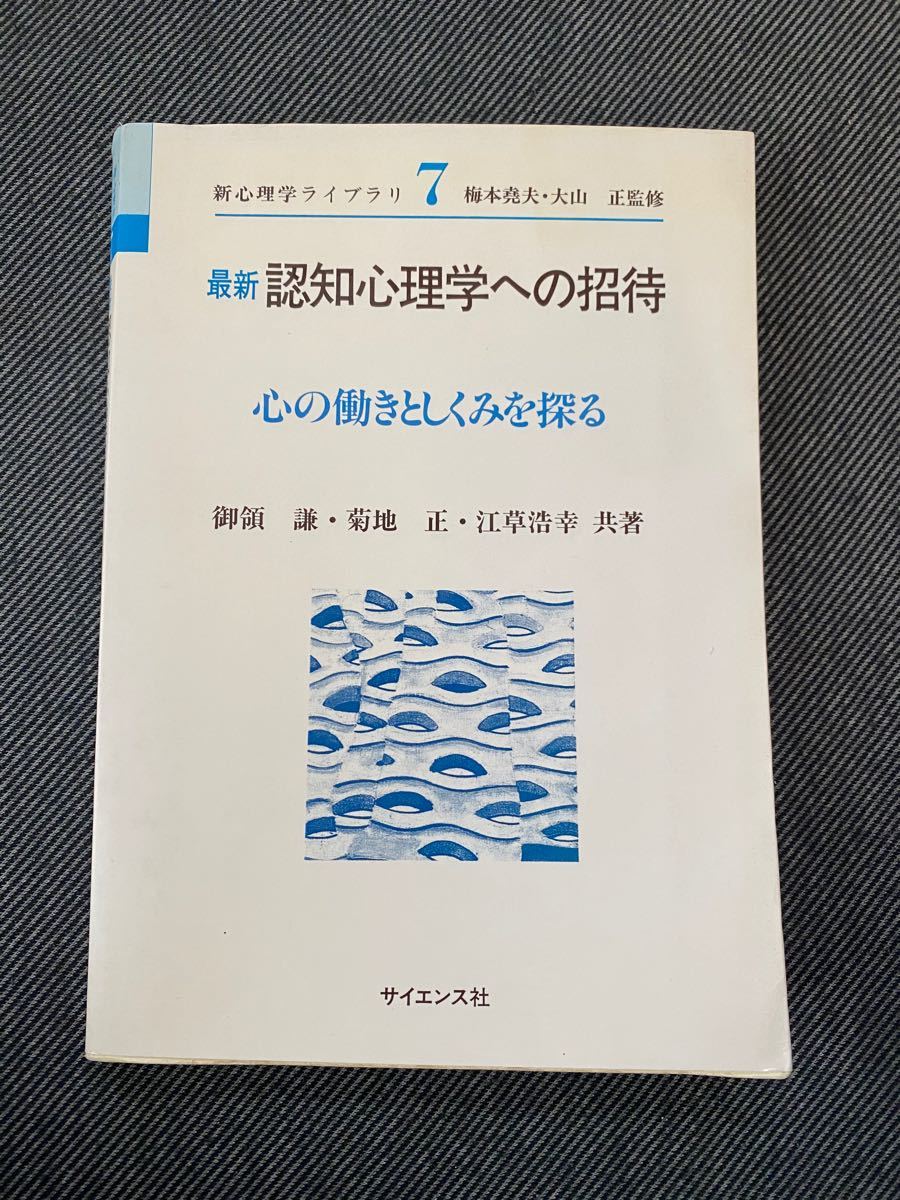 新心理学ライブラリ 7 梅本堯夫・大山 正監修
最新 認知心理学への招待
心の働きとしくみを探る
御領 謙・菊地 正・江草浩幸 共著
サイエンス社